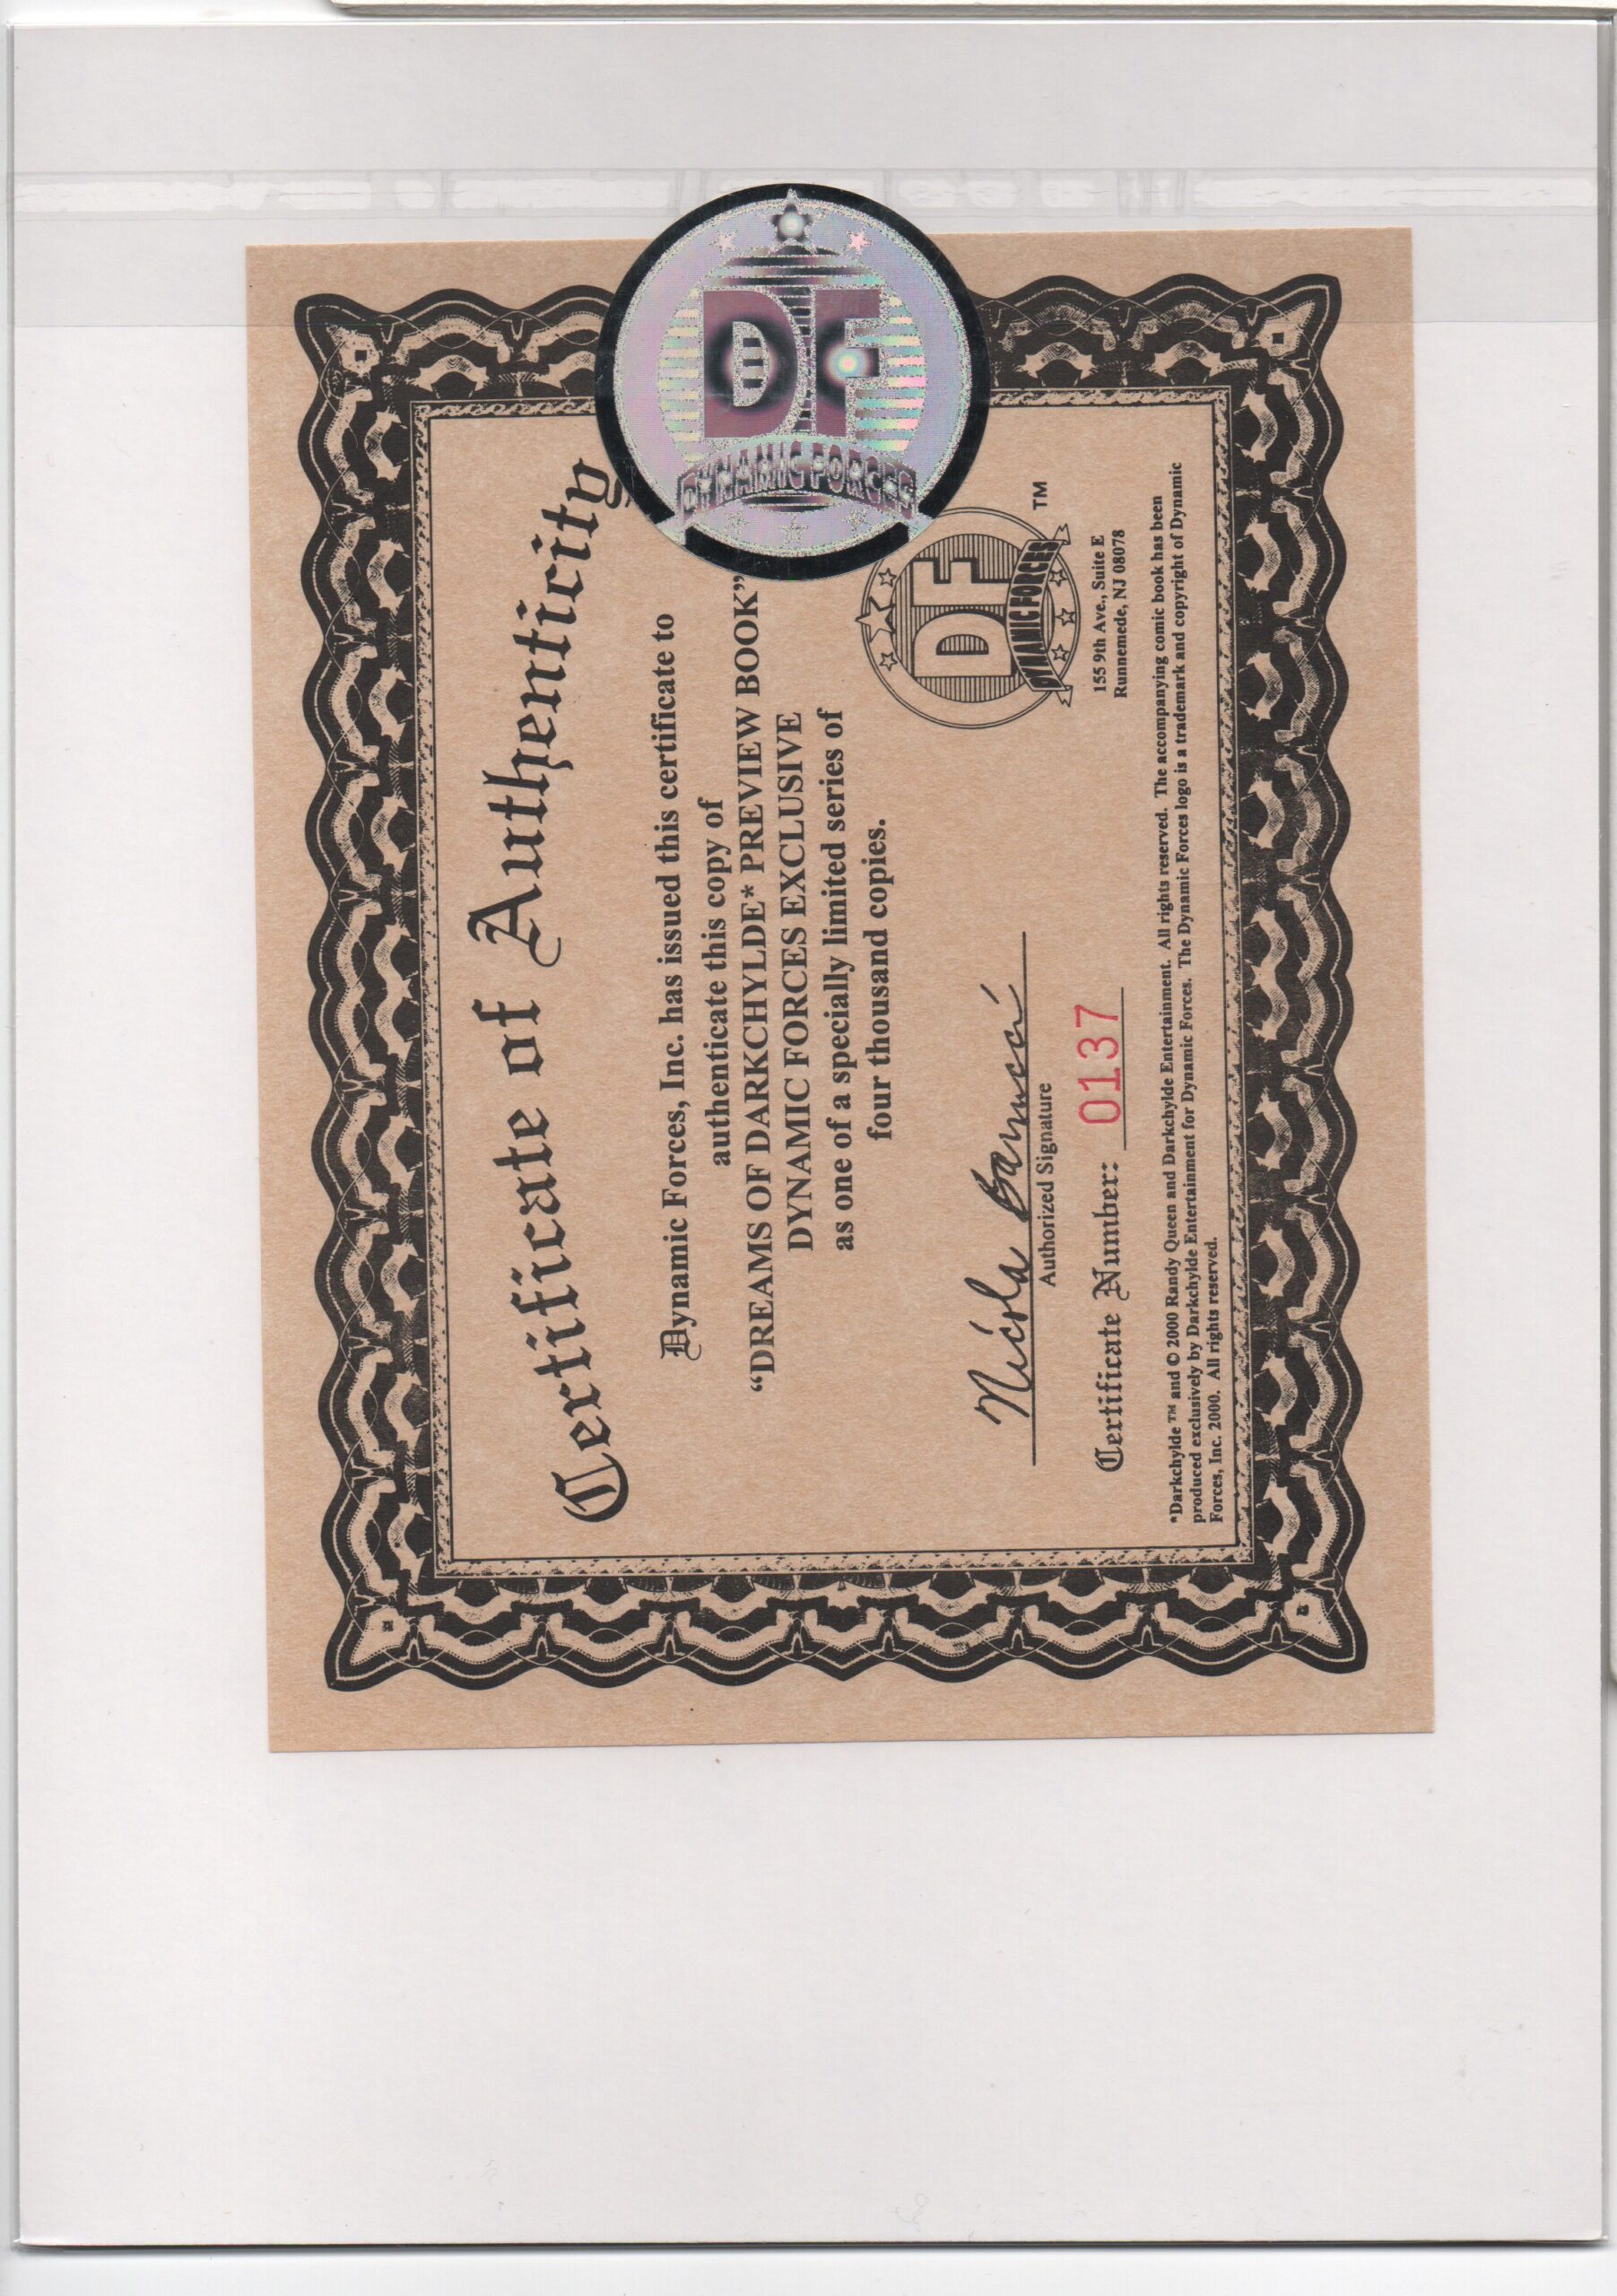 Certificate of Authenticity
Dynamic Forces, Inc. has issued this certificate to
authenticate this copy of
“DREAMS OF DARKCHYLDE* PREVIEW BOOK”
DYNAMIC FORCES EXCLUSIVE
as one of a specially limited series of
four thousand copies.
DF
DYNAMIC FORCES
DF
DYNAMIC FORCES
TM
155 9th Ave., Suite E
Runnemede, NJ 08078
Authorized Signature
Certificate Number: 0137
*Darkchylde ™ and © 2000 Randy Queen and Darkchylde Entertainment. All rights reserved. The accompanying comic book has been
produced exclusively by Darkchylde Entertainment for Dynamic Forces. The Dynamic Forces logo is a trademark and copyright of Dynamic
Forces, Inc. 2000. All rights reserved.